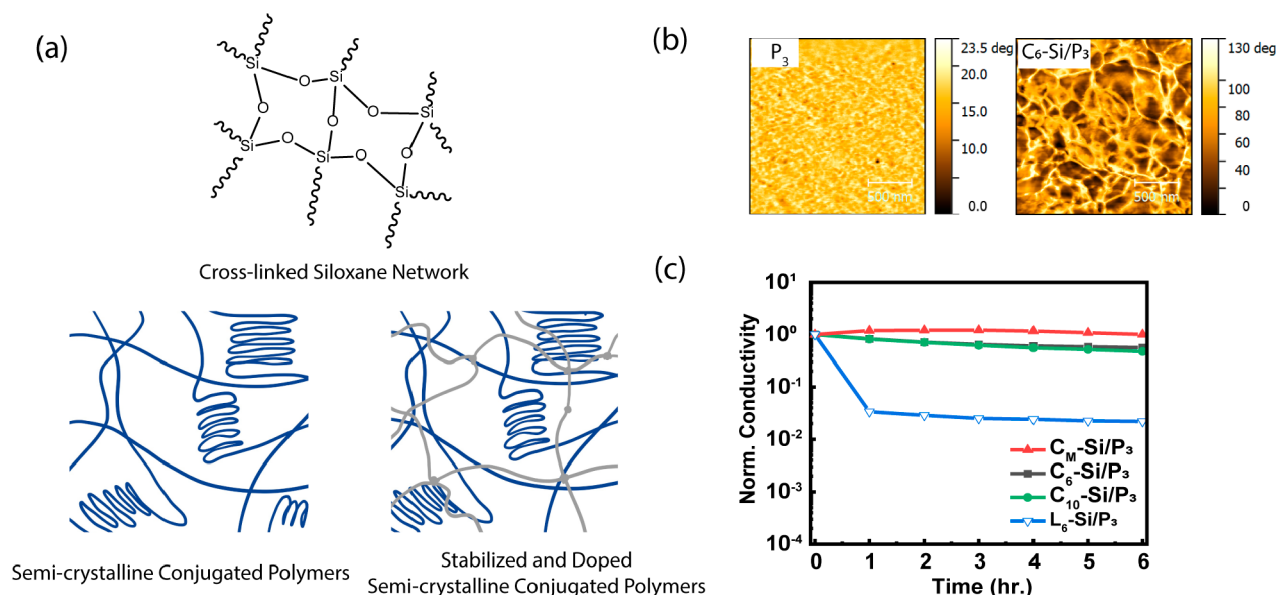 (a)
Si
O
Si
O
Si
O
O
O
Si
O
Si
O
Si
Cross-linked Siloxane Network
Semi-crystalline Conjugated Polymers
Stabilized and Doped
Semi-crystalline Conjugated Polymers
(b)
P₃
500 nm
23.5 deg
20.0
15.0
10.0
5.0
0.0
C₆-Si/P₃
500 nm
130 deg
100
80
60
40
0
(c)
Norm. Conductivity
10¹
10⁰
10⁻¹
10⁻²
10⁻³
10⁻⁴
0 1 2 3 4 5 6
Time (hr.)
C_M-Si/P₃
C₆-Si/P₃
C₁₀-Si/P₃
L₆-Si/P₃